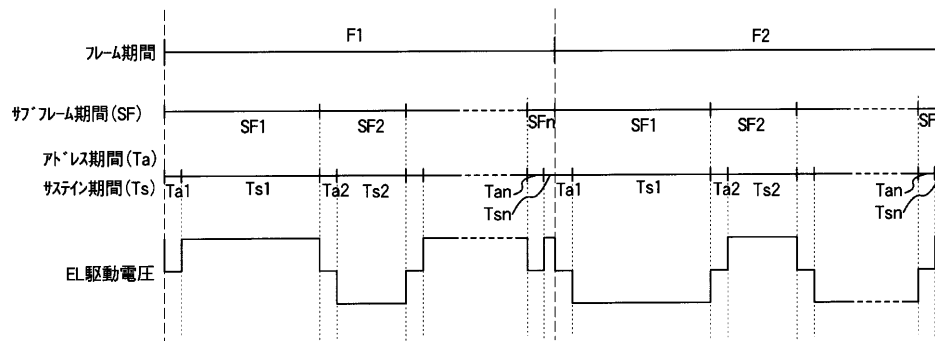 F1 F2
フレーム期間
サブフレーム期間(SF)
SF1 SF2 SFn SF1 SF2 SF
アドレス期間(Ta)
サステイン期間(Ts)
Ta1 Ts1 Ta2 Ts2 Tan Ta1 Ts1 Ta2 Ts2 Tan
Tsn Tsn
EL駆動電圧